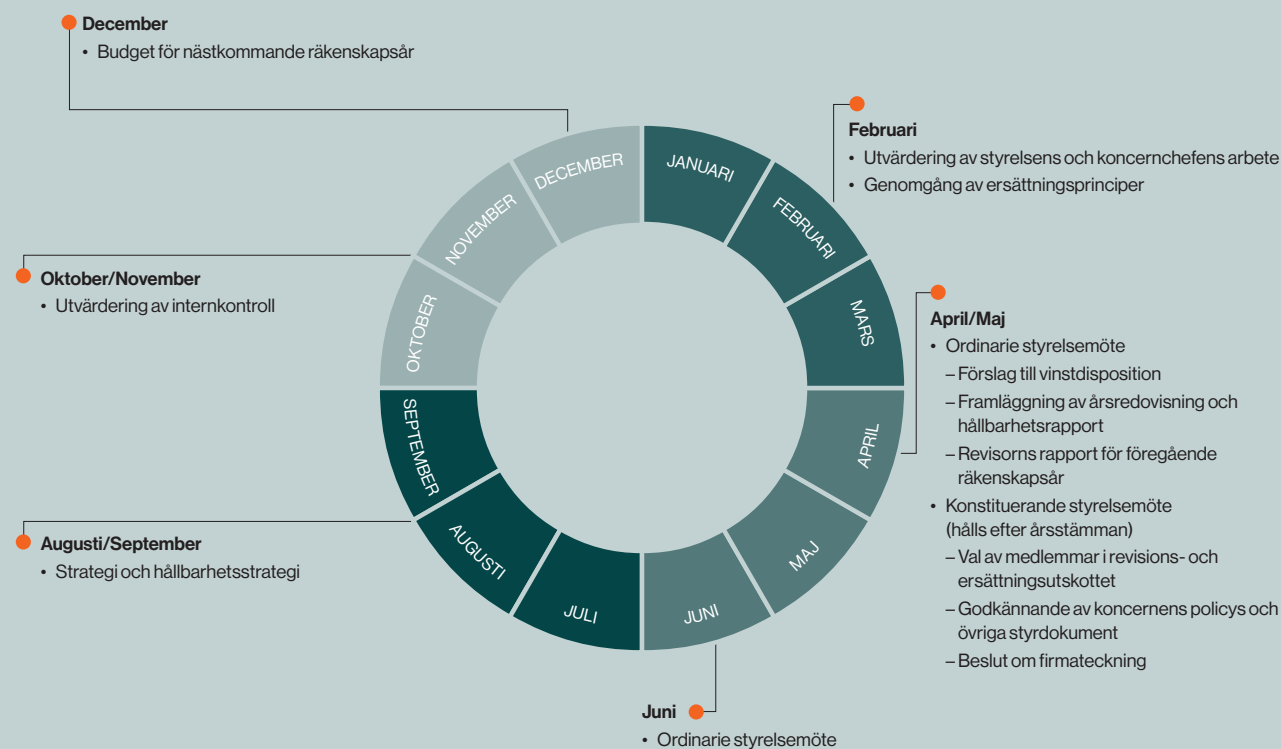 December
• Budget för nästkommande räkenskapsår
Februari
• Utvärdering av styrelsens och koncernchefens arbete
• Genomgång av ersättningsprinciper
Oktober/November
• Utvärdering av internkontroll
April/Maj
• Ordinarie styrelsemöte
– Förslag till vinstdisposition
– Framläggning av årsredovisning och
hållbarhetsrapport
– Revisorns rapport för föregående
räkenskapsår
• Konstituerande styrelsemöte
(hålls efter årsstämman)
– Val av medlemmar i revisions- och
ersättningsutskottet
– Godkännande av koncernens policys och
övriga styrdokument
– Beslut om firmateckning
Augusti/September
• Strategi och hållbarhetsstrategi
Juni
• Ordinarie styrelsemöte
JANUARI
FEBRUARI
MARS
APRIL
MAJ
JUNI
JULI
AUGUSTI
SEPTEMBER
OKTOBER
NOVEMBER
DECEMBER